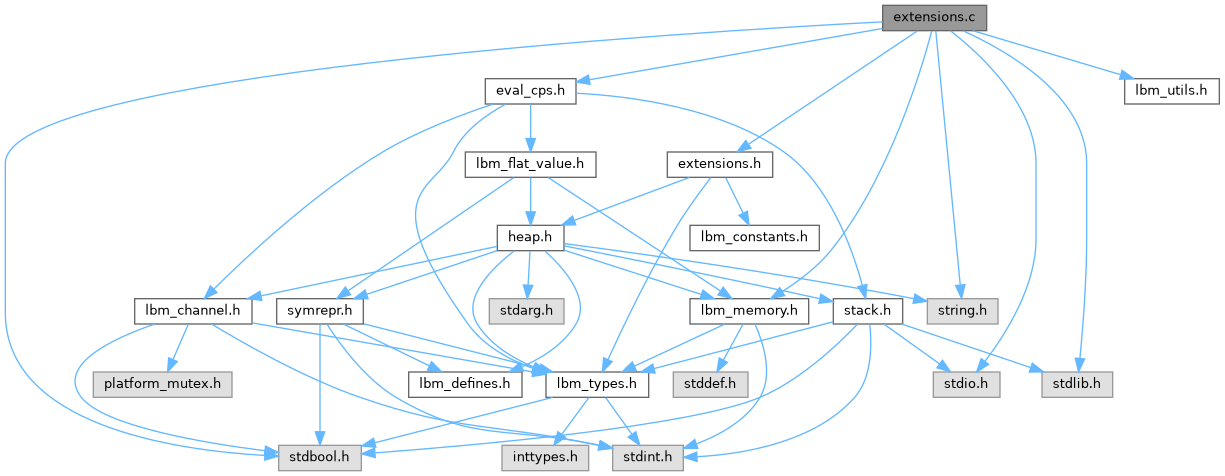 extensions.c
eval_cps.h
lbm_utils.h
lbm_flat_value.h
extensions.h
heap.h
lbm_constants.h
lbm_channel.h
symrepr.h
stdarg.h
lbm_memory.h
stack.h
string.h
platform_mutex.h
lbm_defines.h
lbm_types.h
stddef.h
stdio.h
stdlib.h
stdbool.h
inttypes.h
stdint.h